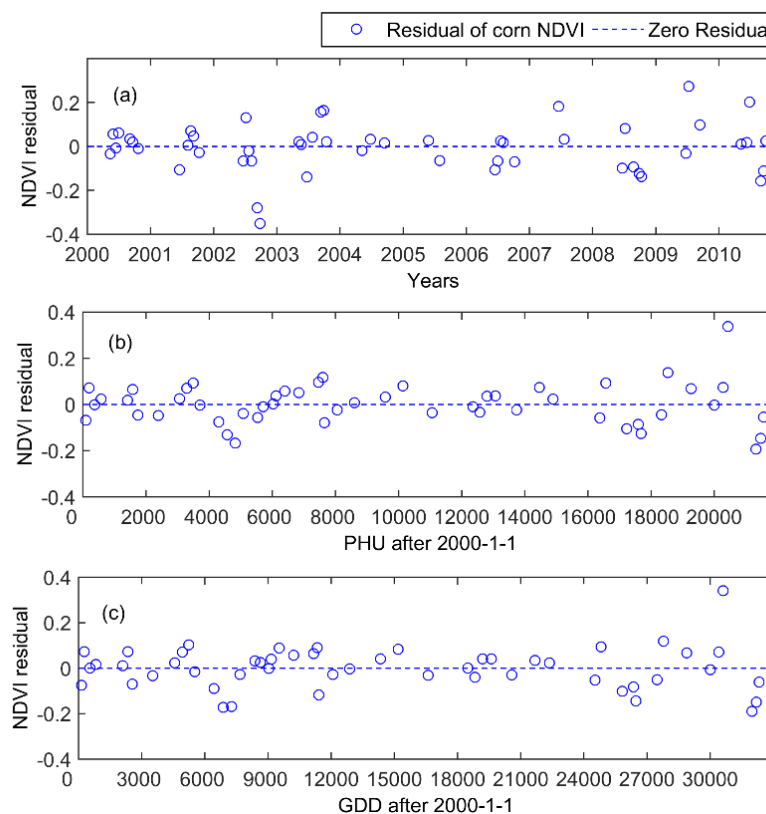 Residual of corn NDVI Zero Residual
(a)
NDVI residual
0.2
0
-0.2
-0.4
2000 2001 2002 2003 2004 2005 2006 2007 2008 2009 2010
Years
(b)
NDVI residual
0.4
0.2
0
-0.2
-0.4
0 2000 4000 6000 8000 10000 12000 14000 16000 18000 20000
PHU after 2000-1-1
(c)
NDVI residual
0.4
0.2
0
-0.2
-0.4
0 3000 6000 9000 12000 15000 18000 21000 24000 27000 30000
GDD after 2000-1-1